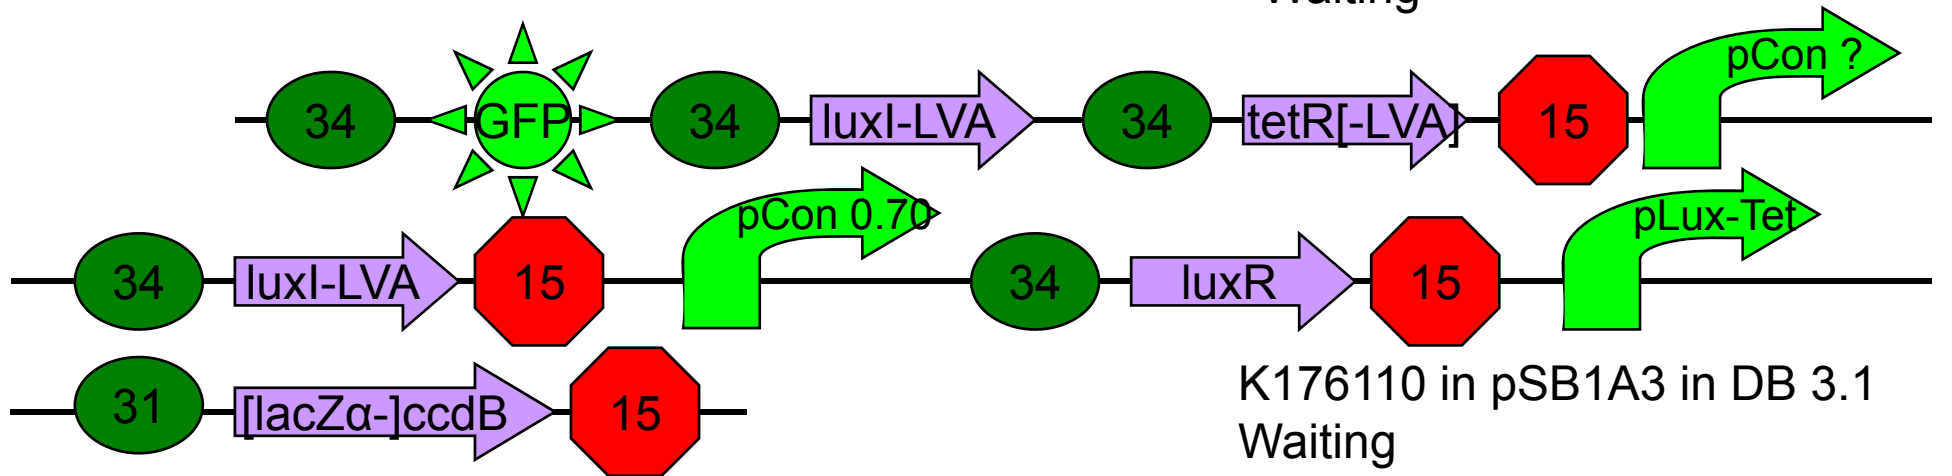 Waiting
34 GFP 34 luxI-LVA 34 tetR[-LVA] 15 pCon ?
34 luxI-LVA 15 pCon 0.70 34 luxR 15 pLux-Tet
31 [lacZα-]ccdB 15
K176110 in pSB1A3 in DB 3.1
Waiting